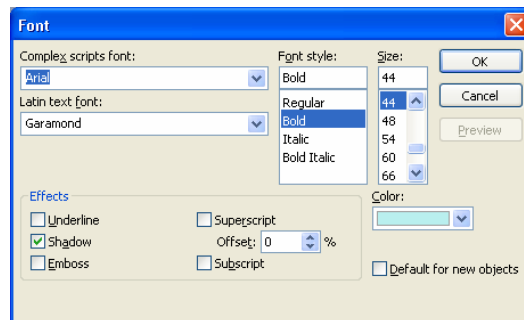 Font
Complex scripts font:
Arial
Latin text font:
Garamond
Font style:
Bold
Regular
Bold
Italic
Bold Italic
Size:
44
44
48
54
60
66
OK
Cancel
Preview
Effects
Underline
Shadow
Emboss
Superscript
Offset: 0 %
Subscript
Color:
Default for new objects